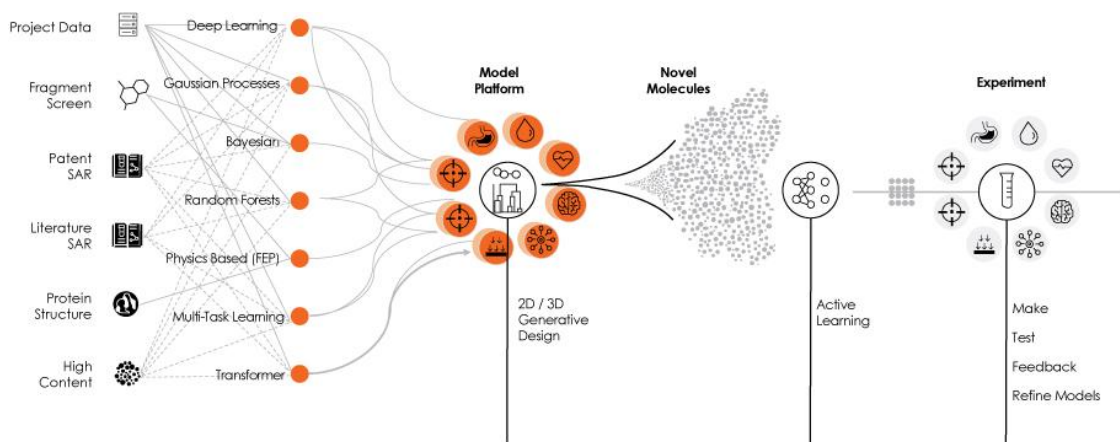 Project Data
Fragment
Screen
Patent
SAR
Literature
SAR
Protein
Structure
High
Content
Deep Learning
Gaussian Processes
Bayesian
Random Forests
Physics Based (FEP)
Multi-Task Learning
Transformer
Model
Platform
2D / 3D
Generative
Design
Novel
Molecules
Active
Learning
Experiment
Make
Test
Feedback
Refine Models